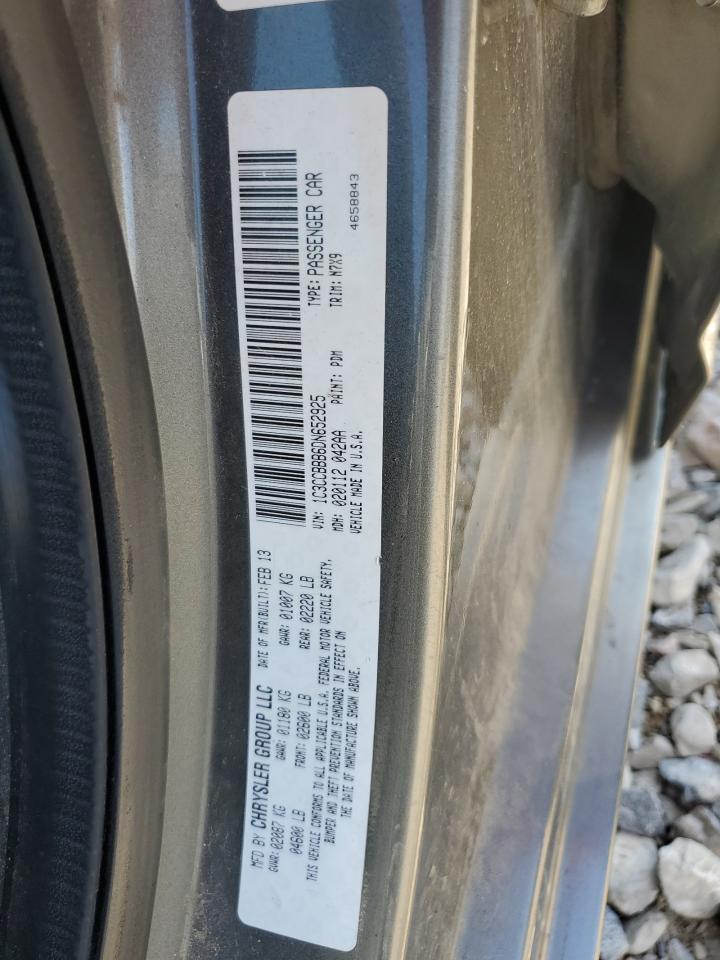 MFD BY CHRYSLER GROUP LLC DATE OF MFR(BUILT): FEB 13
GVWR: 02087 KG GAWR: 01180 KG GAWR: 01007 KG
04600 LB FRONT: 02600 LB REAR: 02220 LB
THIS VEHICLE CONFORMS TO ALL APPLICABLE U.S.A. FEDERAL MOTOR VEHICLE SAFETY,
BUMPER AND THEFT PREVENTION STANDARDS IN EFFECT ON
THE DATE OF MANUFACTURE SHOWN ABOVE.
VIN: 1C3CCBBB6DN652925 TYPE: PASSENGER CAR
MDH: 020112 042AA PAINT: PDM TRIM: N7X9
VEHICLE MADE IN U.S.A. 4658843